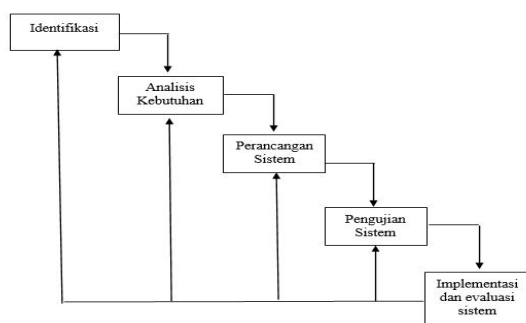 Identifikasi
Analisis
Kebutuhan
Perancangan
Sistem
Pengujian
Sistem
Implementasi
dan evaluasi
sistem